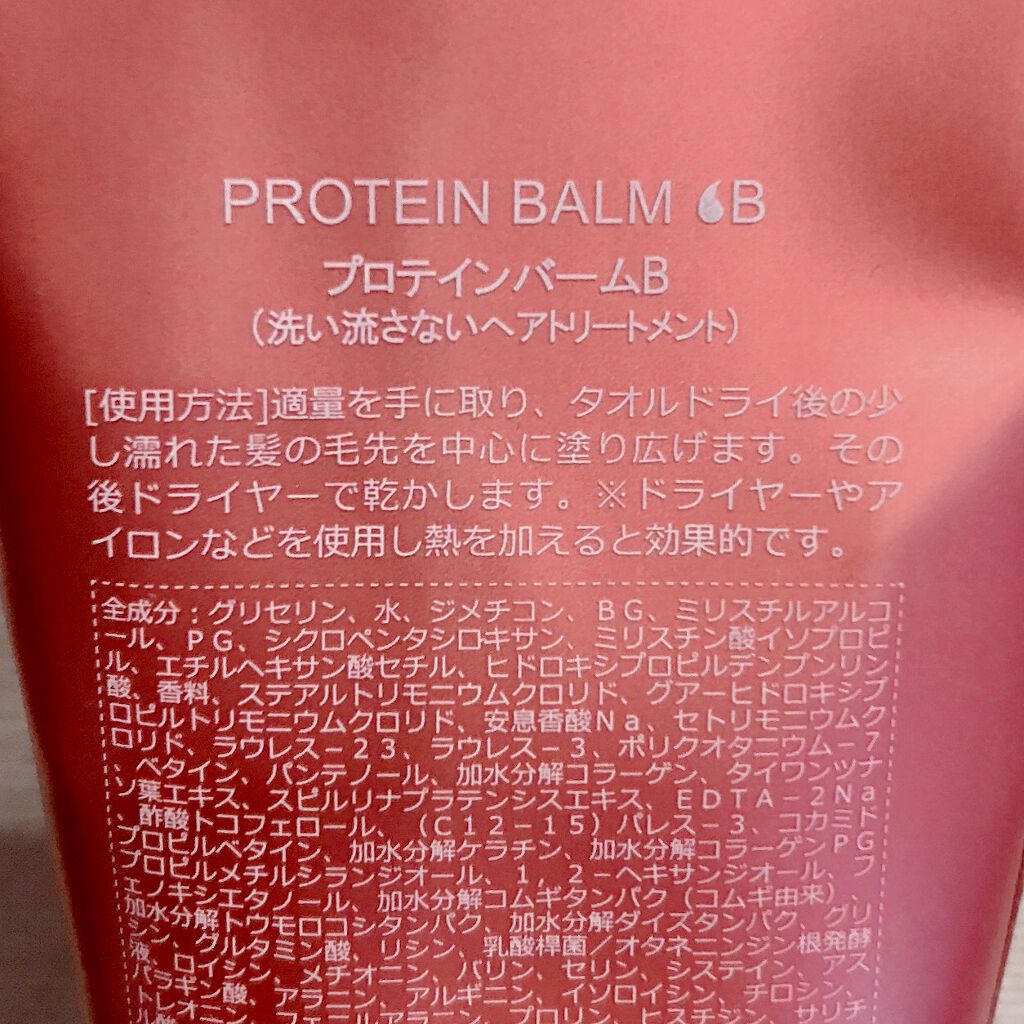 PROTEIN BALM B
プロテインバームB
(洗い流さないヘアトリートメント)
[使用方法]適量を手に取り、タオルドライ後の少
し濡れた髪の毛先を中心に塗り広げます。その
後ドライヤーで乾かします。※ドライヤーやア
イロンなどを使用し熱を加えると効果的です。
全成分:グリセリン、水、ジメチコン、BG、ミリスチルアルコ
ール、PG、シクロペンタシロキサン、ミリスチン酸イソプロピ
ル、エチルヘキサン酸セチル、ヒドロキシプロピルデンプンリン
酸、香料、ステアルトリモニウムクロリド、グアーヒドロキシプ
ロピルトリモニウムクロリド、安息香酸Na、セトリモニウムク
ロリド、ラウレス-23、ラウレス-3、ポリクオタニウム-7
、ベタイン、パンテノール、加水分解コラーゲン、タイワンツナ
ソ葉エキス、スピルリナプラテンシスエキス、EDTA-2Na
、酢酸トコフェロール、(C12-15)パレス-3、コカミド
プロピルベタイン、加水分解ケラチン、加水分解コラーゲンPG
プロピルメチルシランジオール、1,2-ヘキサンジオール、フ
ェノキシエタノール、加水分解コムギタンパク(コムギ由来)、
加水分解トウモロコシタンパク、加水分解ダイズタンパク、グリ
シン、グルタミン酸、リシン、乳酸桿菌/オタネニンジン根発酵
液、ロイシン、メチオニン、バリン、セリン、システイン、アス
パラギン酸、アラニン、アルギニン、イソロイシン、チロシン、
トレオニン、フェニルアラニン、プロリン、ヒスチジン、サリチ